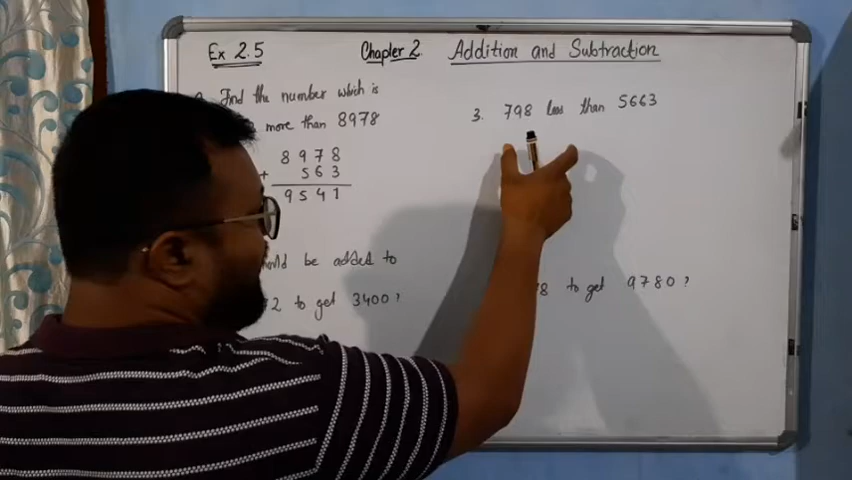 Ex 2.5
Chapter 2. Addition and Subtraction
Find the number which is
more than 8978
8 9 7 8
+ 5 6 3
9 5 4 1
be added to
2 to get 3400?
3. 798 less than 5663
8 to get 9780?